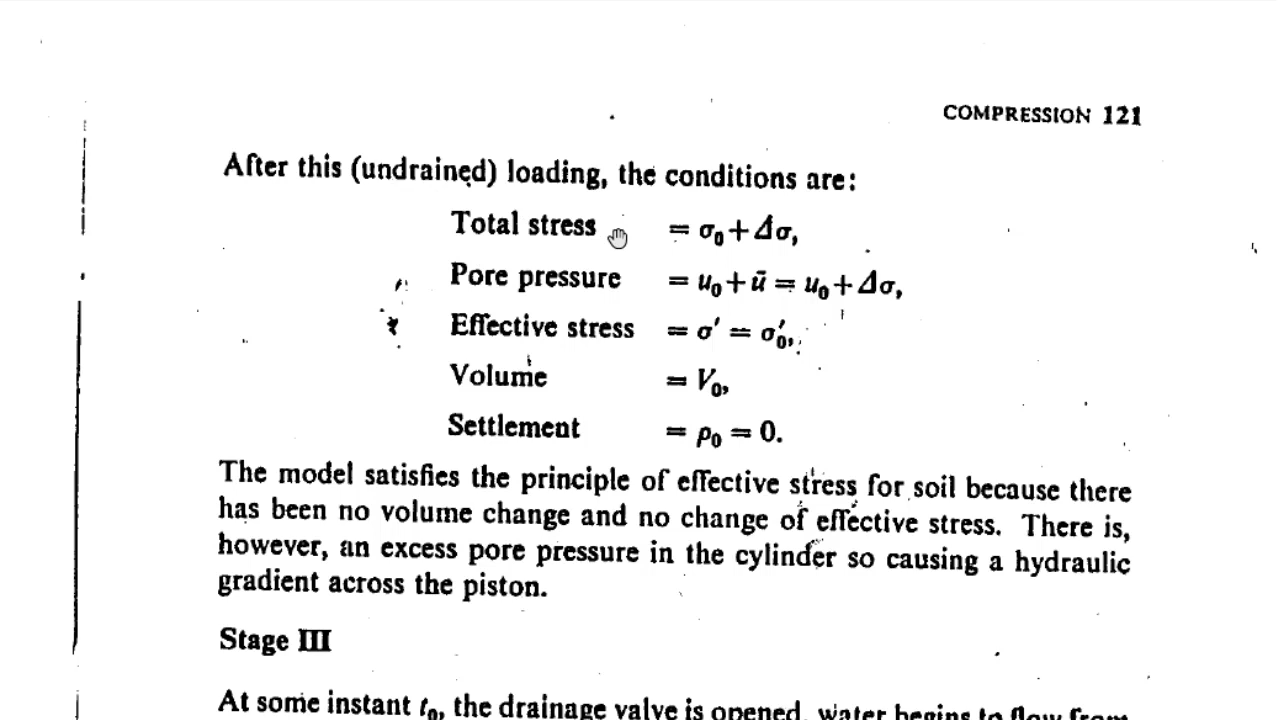 COMPRESSION 121
After this (undrained) loading, the conditions are:
Total stress = σ₀ + Δσ,
Pore pressure = u₀ + ū = u₀ + Δσ,
Effective stress = σ′ = σ′₀,
Volume = V₀,
Settlement = ρ₀ = 0.
The model satisfies the principle of effective stress for soil because there
has been no volume change and no change of effective stress. There is,
however, an excess pore pressure in the cylinder so causing a hydraulic
gradient across the piston.
Stage III
At some instant t₀, the drainage valve is opened, water begins to flow from